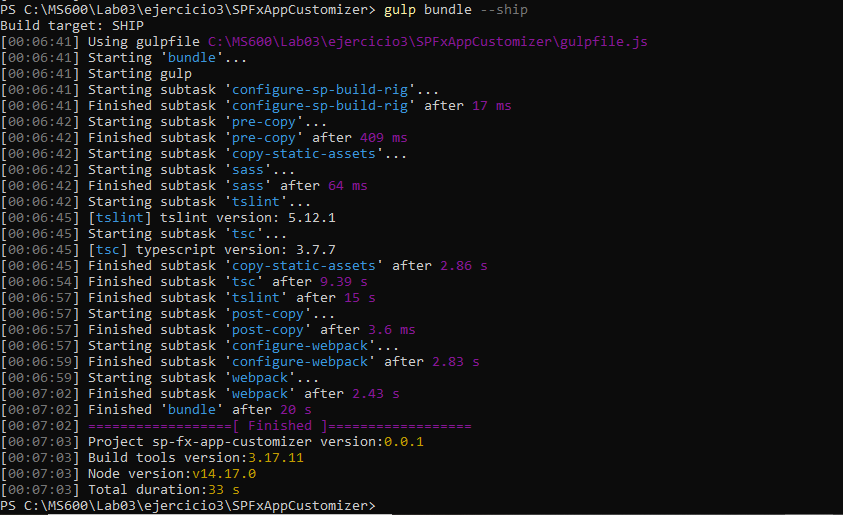 PS C:\MS600\Lab03\ejercicio3\SPFxAppCustomizer> gulp bundle --ship
Build target: SHIP
[00:06:41] Using gulpfile C:\MS600\Lab03\ejercicio3\SPFxAppCustomizer\gulpfile.js
[00:06:41] Starting 'bundle'...
[00:06:41] Starting gulp
[00:06:41] Starting subtask 'configure-sp-build-rig'...
[00:06:41] Finished subtask 'configure-sp-build-rig' after 17 ms
[00:06:42] Starting subtask 'pre-copy'...
[00:06:42] Finished subtask 'pre-copy' after 409 ms
[00:06:42] Starting subtask 'copy-static-assets'...
[00:06:42] Starting subtask 'sass'...
[00:06:42] Finished subtask 'sass' after 64 ms
[00:06:42] Starting subtask 'tslint'...
[00:06:45] [tslint] tslint version: 5.12.1
[00:06:45] Starting subtask 'tsc'...
[00:06:45] [tsc] typescript version: 3.7.7
[00:06:45] Finished subtask 'copy-static-assets' after 2.86 s
[00:06:54] Finished subtask 'tsc' after 9.39 s
[00:06:57] Finished subtask 'tslint' after 15 s
[00:06:57] Starting subtask 'post-copy'...
[00:06:57] Finished subtask 'post-copy' after 3.6 ms
[00:06:57] Starting subtask 'configure-webpack'...
[00:06:59] Finished subtask 'configure-webpack' after 2.83 s
[00:06:59] Starting subtask 'webpack'...
[00:07:02] Finished subtask 'webpack' after 2.43 s
[00:07:02] Finished 'bundle' after 20 s
[00:07:02] ==================[ Finished ]==================
[00:07:03] Project sp-fx-app-customizer version:0.0.1
[00:07:03] Build tools version:3.17.11
[00:07:03] Node version:v14.17.0
[00:07:03] Total duration:33 s
PS C:\MS600\Lab03\ejercicio3\SPFxAppCustomizer>